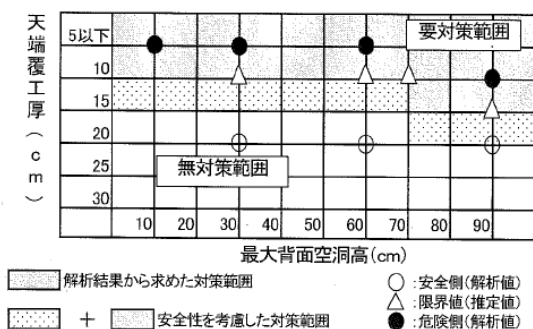 天端覆工厚(cm)
要対策範囲
5以下
10
15
20
25
30
無対策範囲
10 20 30 40 50 60 70 80 90
最大背面空洞高(cm)
解析結果から求めた対策範囲
+ 安全性を考慮した対策範囲
○ :安全側(解析値)
△ :限界値(推定値)
● :危険側(解析値)